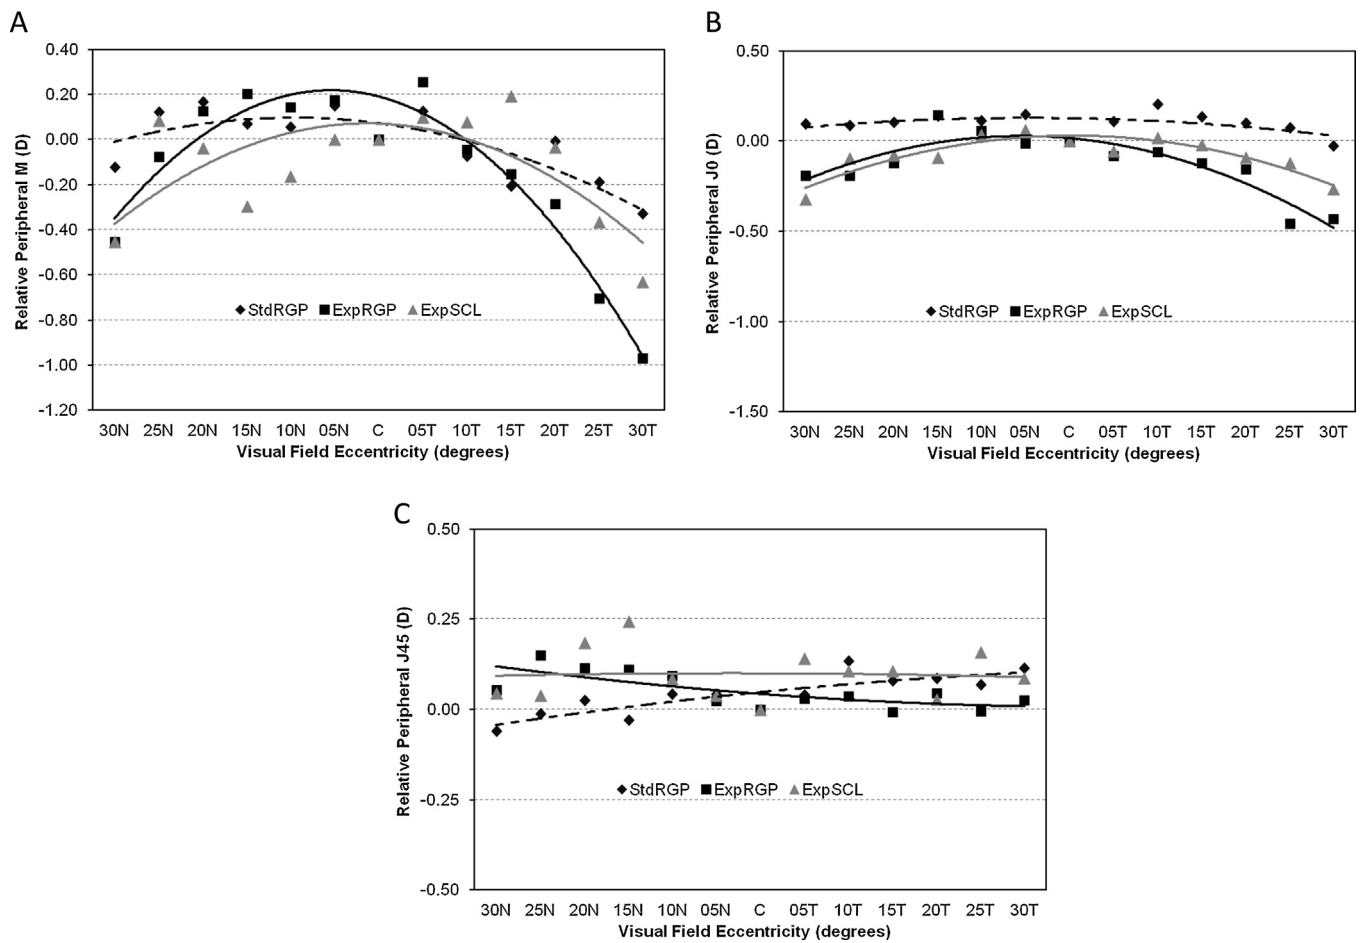 A
Relative Peripheral M (D)
0.40
0.20
0.00
-0.20
-0.40
-0.60
-0.80
-1.00
-1.20
StdRGP ExpRGP ExpSCL
30N 25N 20N 15N 10N 05N C 05T 10T 15T 20T 25T 30T
Visual Field Eccentricity (degrees)
B
Relative Peripheral J0 (D)
0.50
0.00
-0.50
-1.00
-1.50
StdRGP ExpRGP ExpSCL
30N 25N 20N 15N 10N 05N C 05T 10T 15T 20T 25T 30T
Visual Field Eccentricity (degrees)
C
Relative Peripheral J45 (D)
0.50
0.25
0.00
-0.25
-0.50
StdRGP ExpRGP ExpSCL
30N 25N 20N 15N 10N 05N C 05T 10T 15T 20T 25T 30T
Visual Field Eccentricity (degrees)